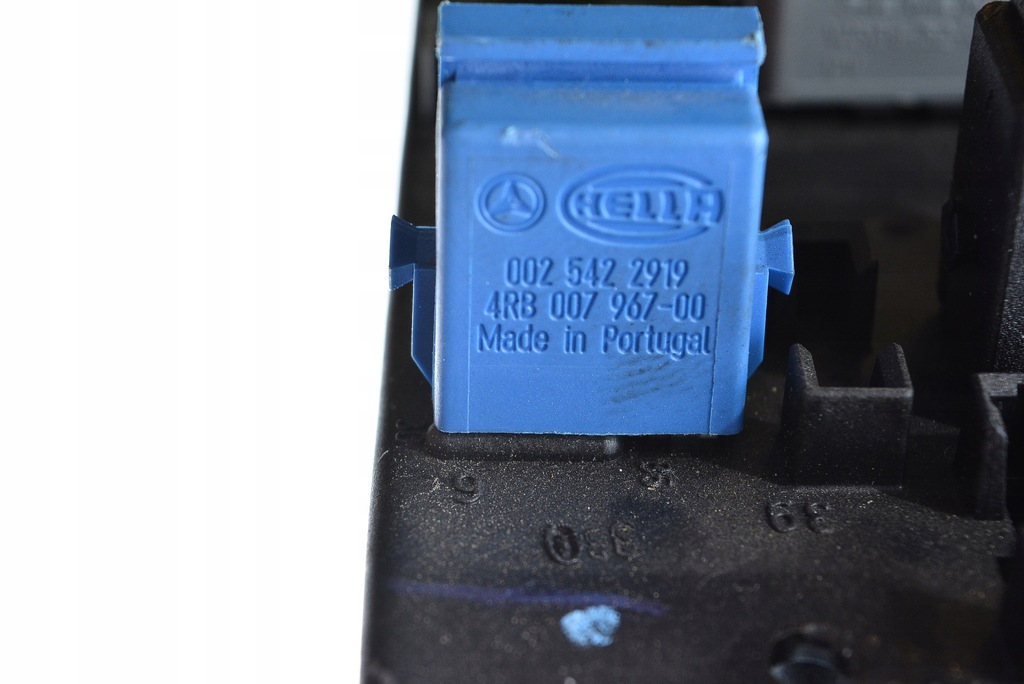 HELLA
002 542 2919
4RB 007 967-00
Made in Portugal